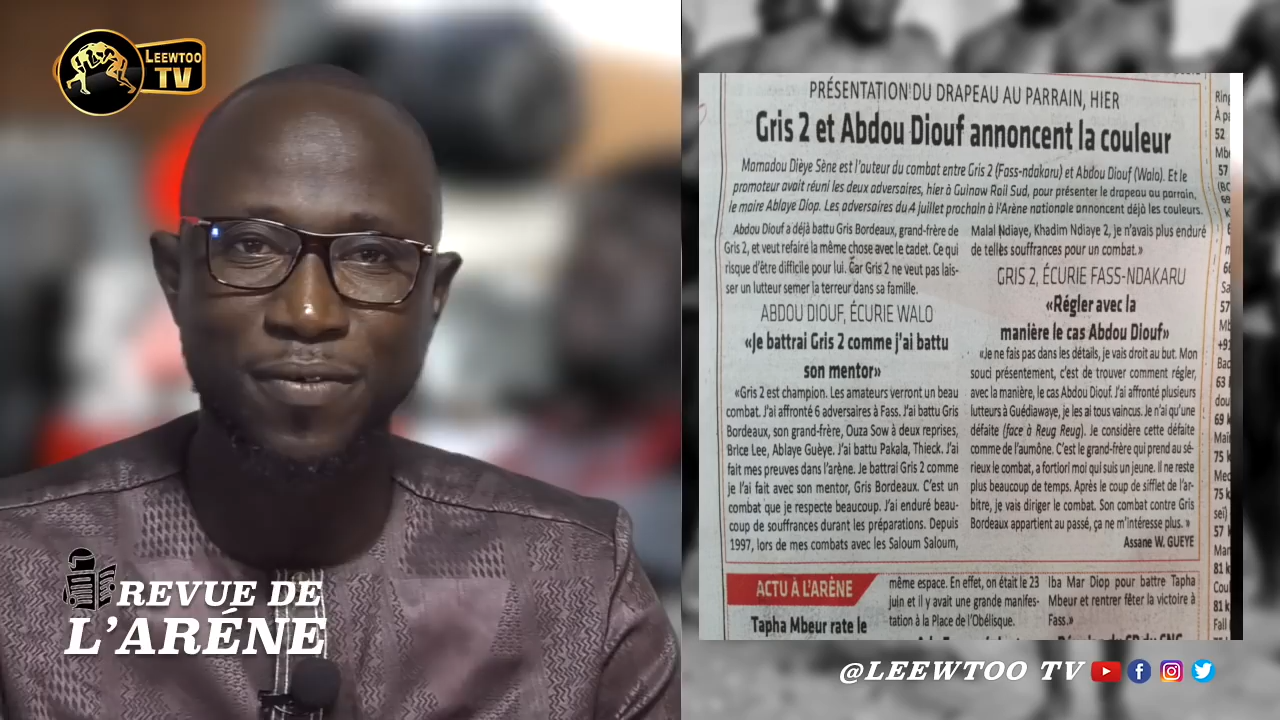 LEEWTOO
TV
REVUE DE
L'ARÉNE
PRÉSENTATION DU DRAPEAU AU PARRAIN, HIER
Gris 2 et Abdou Diouf annoncent la couleur
Mamadou Dièye Sène est l'auteur du combat entre Gris 2 (Fass-ndakaru) et Abdou Diouf (Walo). Et le
promoteur avait réuni les deux adversaires, hier à Guinow Rail Sud, pour présenter le drapeau au parrain,
le maire Ablaye Diop. Les adversaires du 4 juillet prochain à l'Arène nationale annoncent déjà les couleurs.
Abdou Diouf a déjà battu Gris Bordeaux, grand-frère de
Gris 2, et veut refaire la même chose avec le cadet. Ce qui
risque d'être difficile pour lui. Car Gris 2 ne veut pas lais-
ser un lutteur semer la terreur dans sa famille.
ABDOU DIOUF, ÉCURIE WALO
«Je battrai Gris 2 comme j'ai battu
son mentor»
«Gris 2 est champion. Les amateurs verront un beau
combat. J'ai affronté 6 adversaires à Fass. J'ai battu Gris
Bordeaux, son grand-frère, Ouza Sow à deux reprises,
Brice Lee, Ablaye Guèye. J'ai battu Pakala, Thieck. J'ai
fait mes preuves dans l'arène. Je battrai Gris 2 comme
je l'ai fait avec son mentor, Gris Bordeaux. C'est un
combat que je respecte beaucoup. J'ai enduré beau-
coup de souffrances durant les préparations. Depuis
1997, lors de mes combats avec les Saloum Saloum,
Malal Ndiaye, Khadim Ndiaye 2, je n'avais plus enduré
de telles souffrances pour un combat.»
GRIS 2, ÉCURIE FASS-NDAKARU
«Régler avec la
manière le cas Abdou Diouf»
«Je ne fais pas dans les détails, je vais droit au but. Mon
souci présentement, c'est de trouver comment régler,
avec la manière, le cas Abdou Diouf. J'ai affronté plusieurs
lutteurs à Guédiawaye, je les ai tous vaincus. Je n'ai qu'une
défaite (face à Reug Reug). Je considère cette défaite
comme de l'aumône. C'est le grand-frère qui prend au sé-
rieux le combat, a fortiori moi qui suis un jeune. Il ne reste
plus beaucoup de temps. Après le coup de sifflet de l'ar-
bitre, je vais diriger le combat. Son combat contre Gris
Bordeaux appartient au passé, ça ne m'intéresse plus. »
Assane W. GUEYE
ACTU À L'ARÈNE
Tapha Mbeur rate le
même espace. En effet, on était le 23
juin et il y avait une grande manifes-
tation à la Place de l'Obélisque.
Iba Mar Diop pour battre Tapha
Mbeur et rentrer fêter la victoire à
Fass.»
@LEEWTOO TV